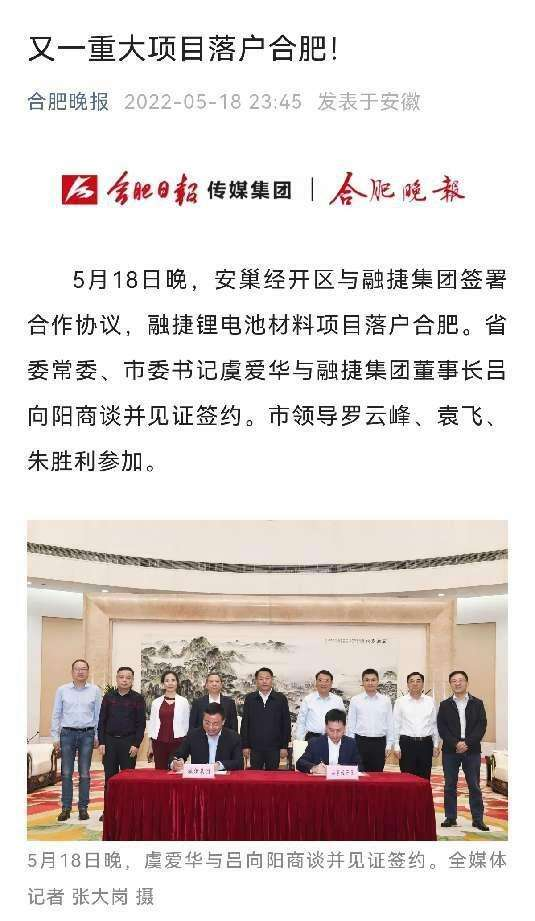 又一重大项目落户合肥!
合肥晚报 2022-05-18 23:45 发表于安徽
合肥日报 传媒集团 | 合肥晚报
5月18日晚，安巢经开区与融捷集团签署
合作协议，融捷锂电池材料项目落户合肥。省
委常委、市委书记虞爱华与融捷集团董事长吕
向阳商谈并见证签约。市领导罗云峰、袁飞、
朱胜利参加。
融捷集团
5月18日晚，虞爱华与吕向阳商谈并见证签约。全媒体
记者 张大岗 摄